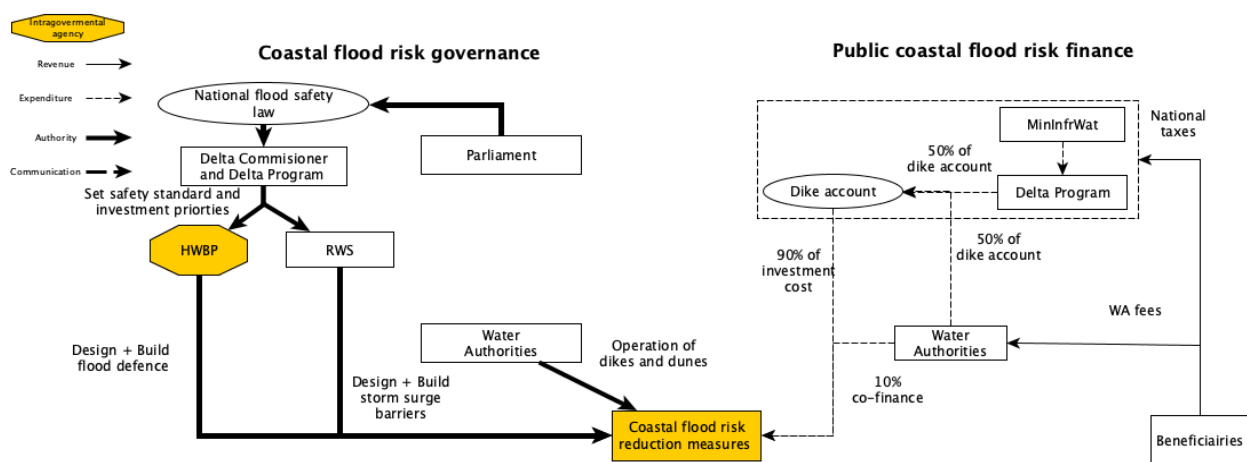 Intragovermental
agency
Revenue
Expenditure
Authority
Communication
Coastal flood risk governance
National flood safety
law
Parliament
Delta Commisioner
and Delta Program
Set safety standard and
investment priorties
HWBP
RWS
Design + Build
flood defence
Design + Build
storm surge
barriers
Water
Authorities
Operation of
dikes and dunes
Coastal flood risk
reduction measures
Public coastal flood risk finance
MinInfrWat
National
taxes
50% of
dike account
Dike account
Delta Program
90% of
investment
cost
50% of
dike account
WA fees
Water
Authorities
10%
co-finance
Beneficiairies